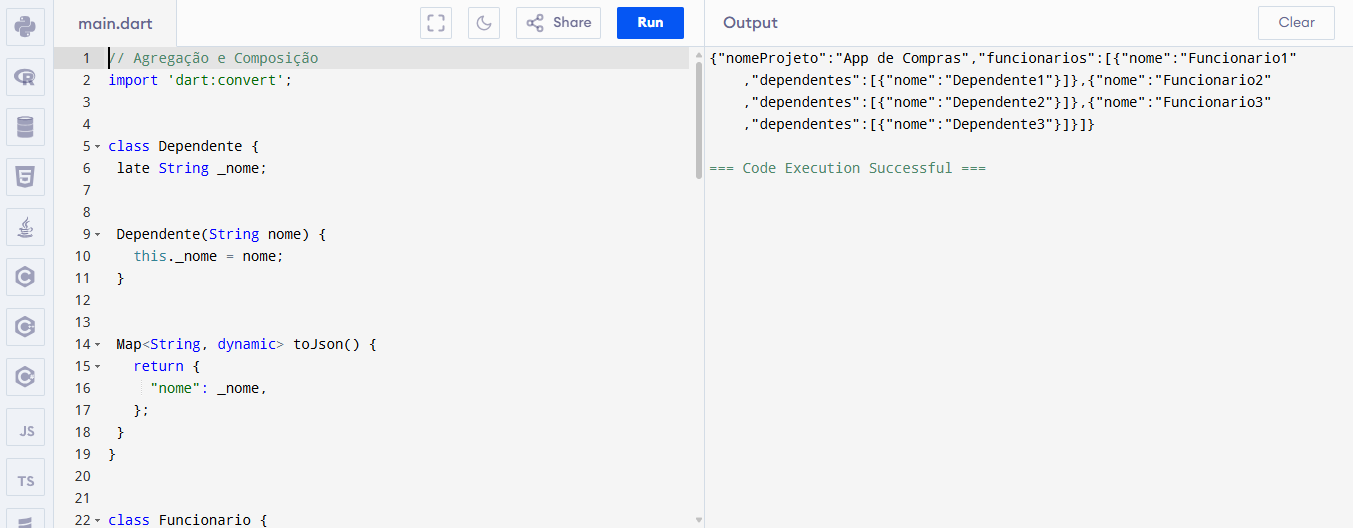 main.dart
Share
Run
Output
Clear
1 // Agregação e Composição
2 import 'dart:convert';
3
4
5 class Dependente {
6 late String _nome;
7
8
9 Dependente(String nome) {
10 this._nome = nome;
11 }
12
13
14 Map<String, dynamic> toJson() {
15 return {
16 "nome": _nome,
17 };
18 }
19 }
20
21
22 class Funcionario {
{"nomeProjeto":"App de Compras","funcionarios":[{"nome":"Funcionario1"
,"dependentes":[{"nome":"Dependente1"}]},{"nome":"Funcionario2"
,"dependentes":[{"nome":"Dependente2"}]},{"nome":"Funcionario3"
,"dependentes":[{"nome":"Dependente3"}]}]}
=== Code Execution Successful ===
JS
TS